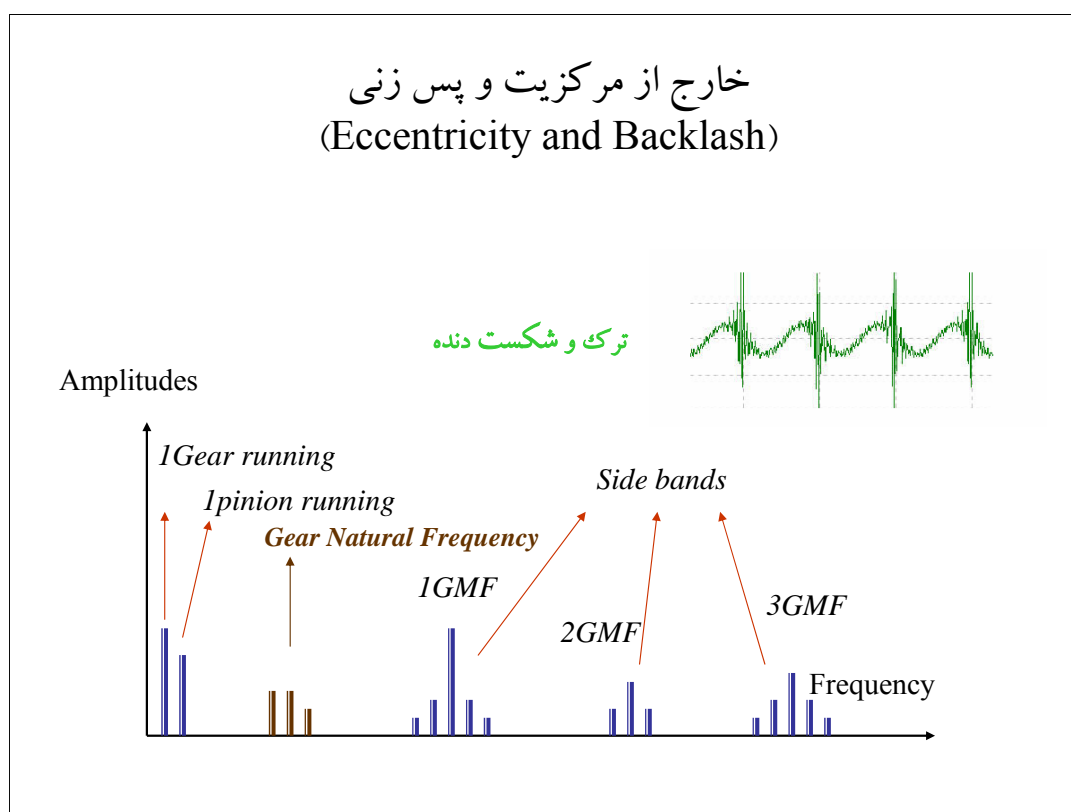 خارج از مرکزیت و پس زنی
(Eccentricity and Backlash)
ترک و شکست دنده
Amplitudes
1Gear running
1pinion running
Gear Natural Frequency
Side bands
1GMF
2GMF
3GMF
Frequency